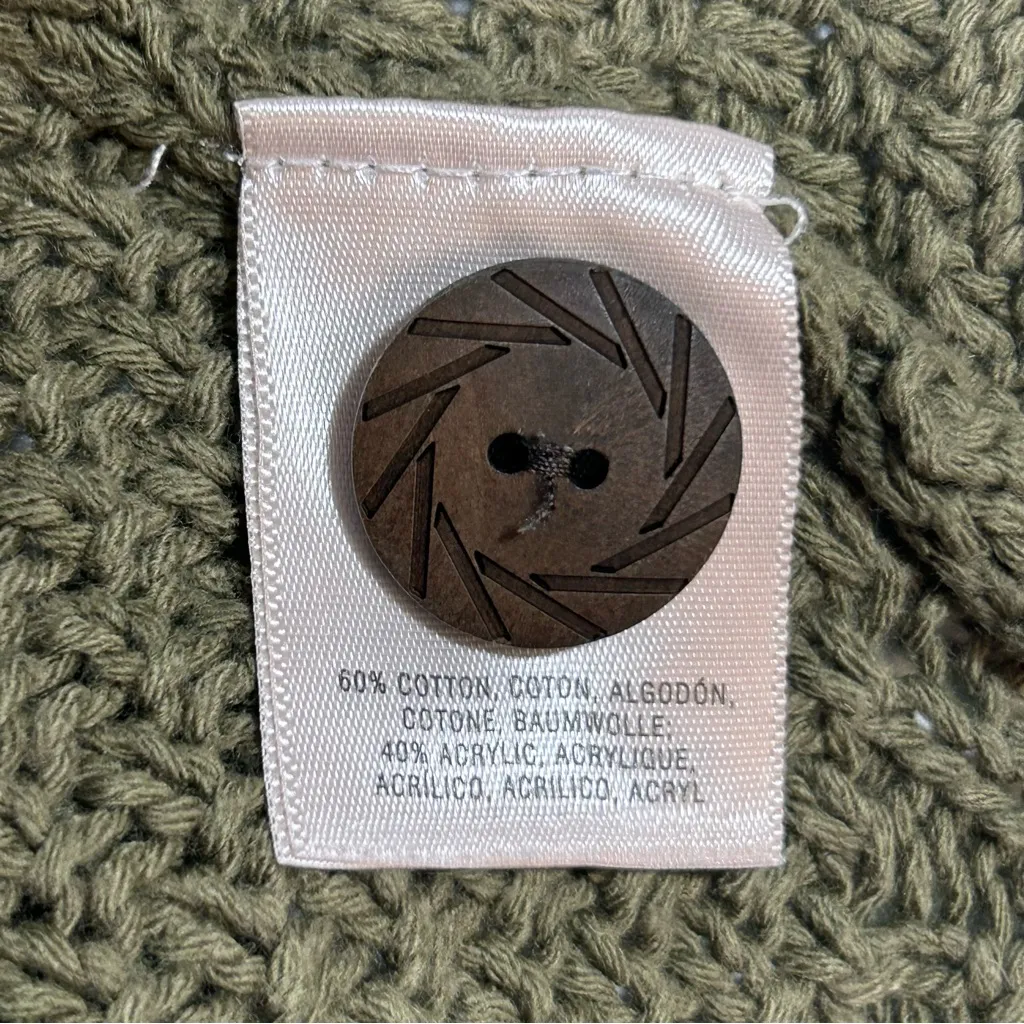 60% COTTON, COTON, ALGODÓN,
COTONE, BAUMWOLLE,
40% ACRYLIC, ACRYLIQUE,
ACRÍLICO, ACRILICO, ACRYL